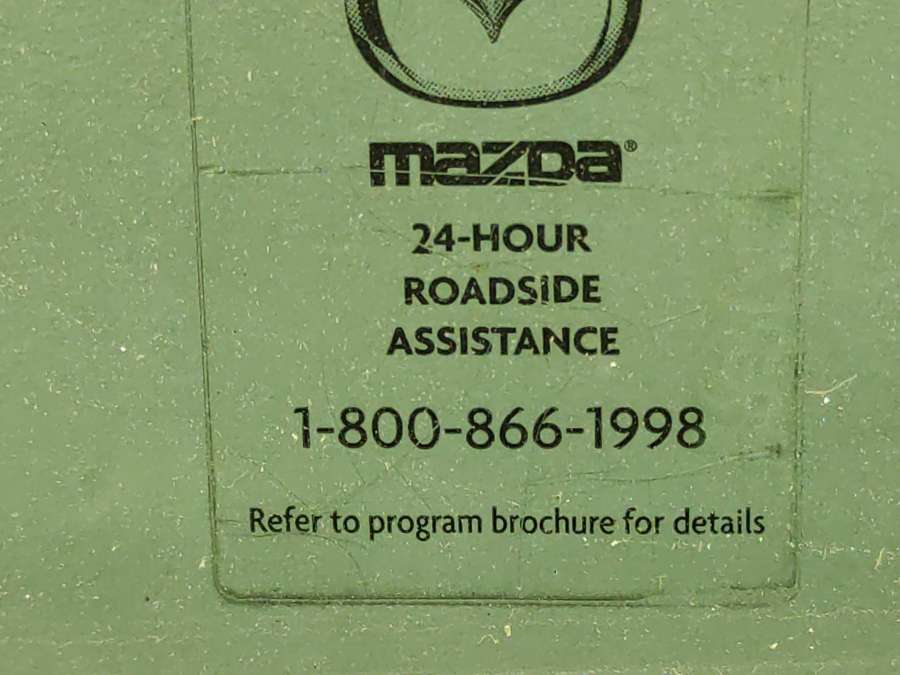 mazDa®
24-HOUR
ROADSIDE
ASSISTANCE
1-800-866-1998
Refer to program brochure for details